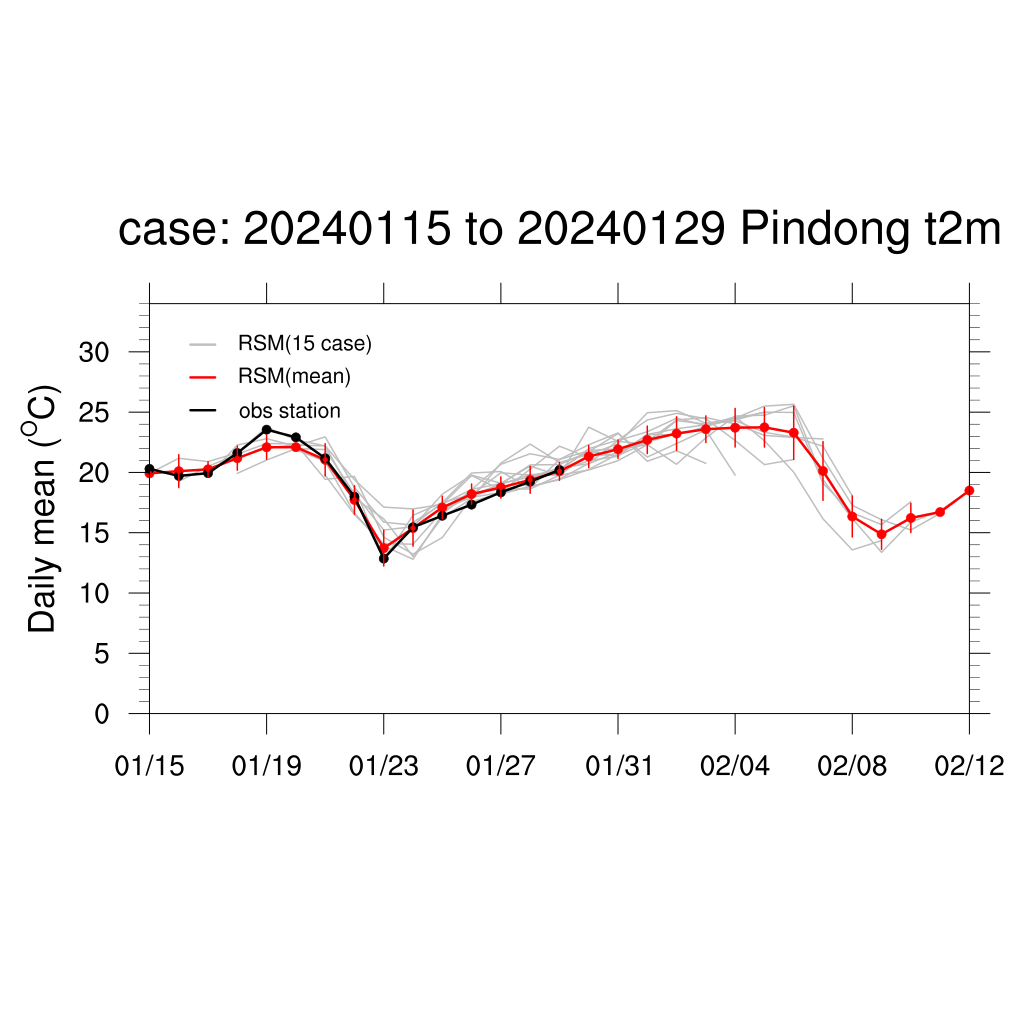 case: 20240115 to 20240129 Pindong t2m
RSM(15 case)
RSM(mean)
obs station
Daily mean (OC)
30
25
20
15
10
5
0
01/15 01/19 01/23 01/27 01/31 02/04 02/08 02/12